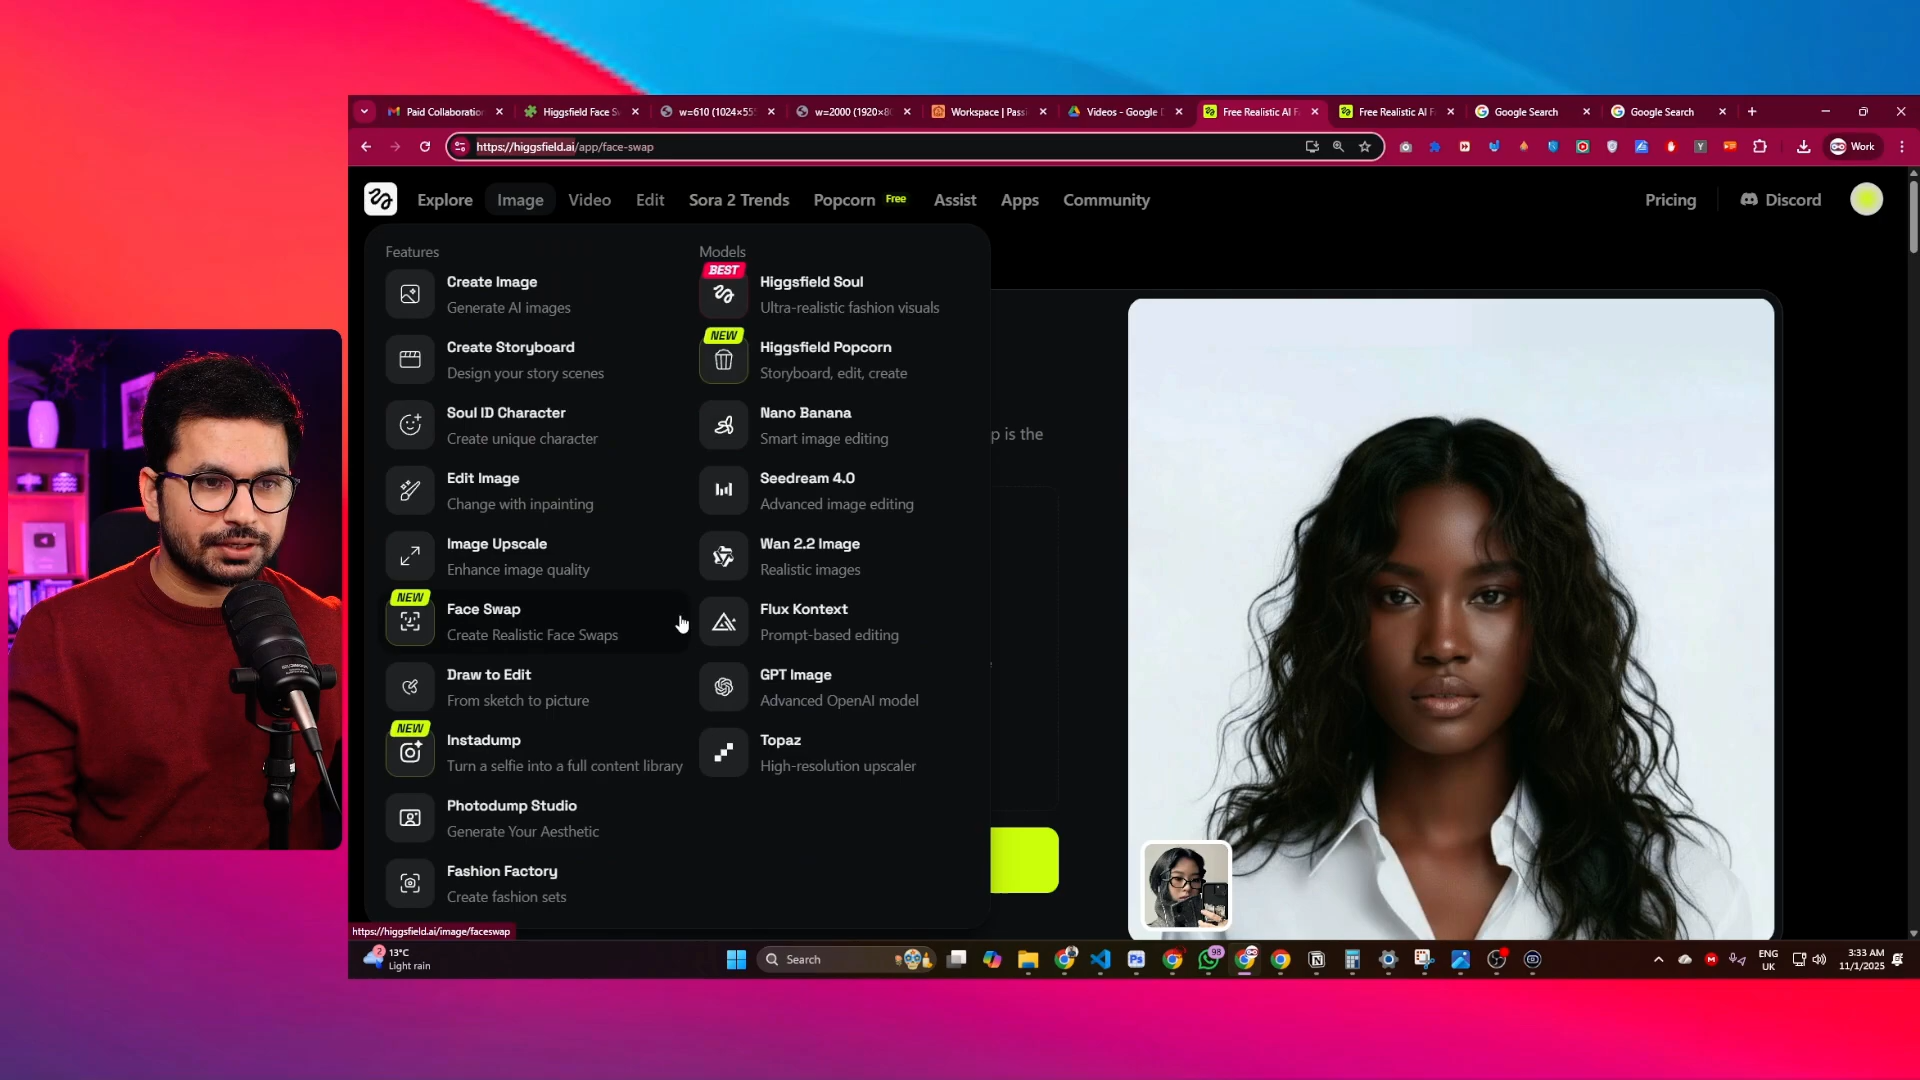 Paid Collaboration
Higgsfield Face S
w=610 (1024×55
w=2000 (1920×8
Workspace | Pass
Videos - Google
Free Realistic AI F
Free Realistic AI F
Google Search
Google Search
https://higgsfield.ai/app/face-swap
Work
Explore
Image
Video
Edit
Sora 2 Trends
Popcorn Free
Assist
Apps
Community
Pricing
Discord
Features
Create Image
Generate AI images
Create Storyboard
Design your story scenes
Soul ID Character
Create unique character
Edit Image
Change with inpainting
Image Upscale
Enhance image quality
NEW
Face Swap
Create Realistic Face Swaps
Draw to Edit
From sketch to picture
NEW
Instadump
Turn a selfie into a full content library
Photodump Studio
Generate Your Aesthetic
Fashion Factory
Create fashion sets
Models
BEST
Higgsfield Soul
Ultra-realistic fashion visuals
NEW
Higgsfield Popcorn
Storyboard, edit, create
Nano Banana
Smart image editing
Seedream 4.0
Advanced image editing
Wan 2.2 Image
Realistic images
Flux Kontext
Prompt-based editing
GPT Image
Advanced OpenAI model
Topaz
High-resolution upscaler
p is the
https://higgsfield.ai/image/faceswap
2
13°C
Light rain
Search
98
ENG
UK
3:33 AM
11/1/2025